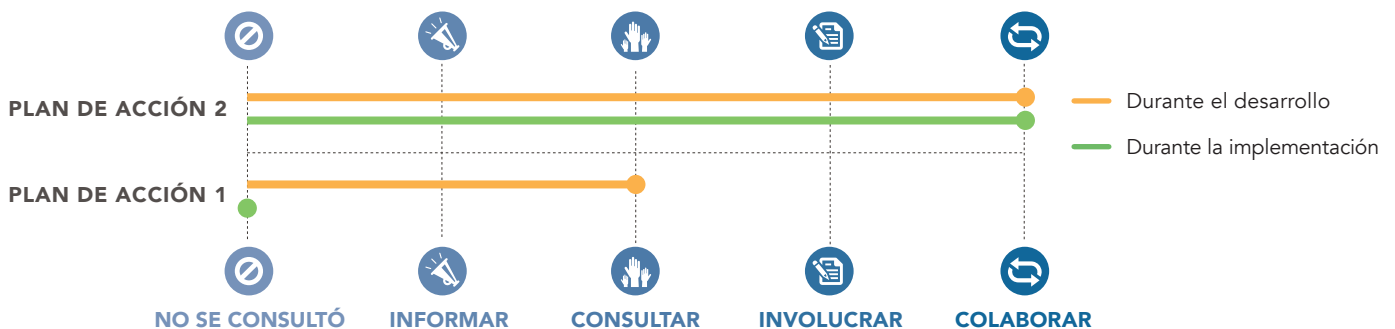 PLAN DE ACCIÓN 2
Durante el desarrollo
Durante la implementación
PLAN DE ACCIÓN 1
NO SE CONSULTÓ
INFORMAR
CONSULTAR
INVOLUCRAR
COLABORAR